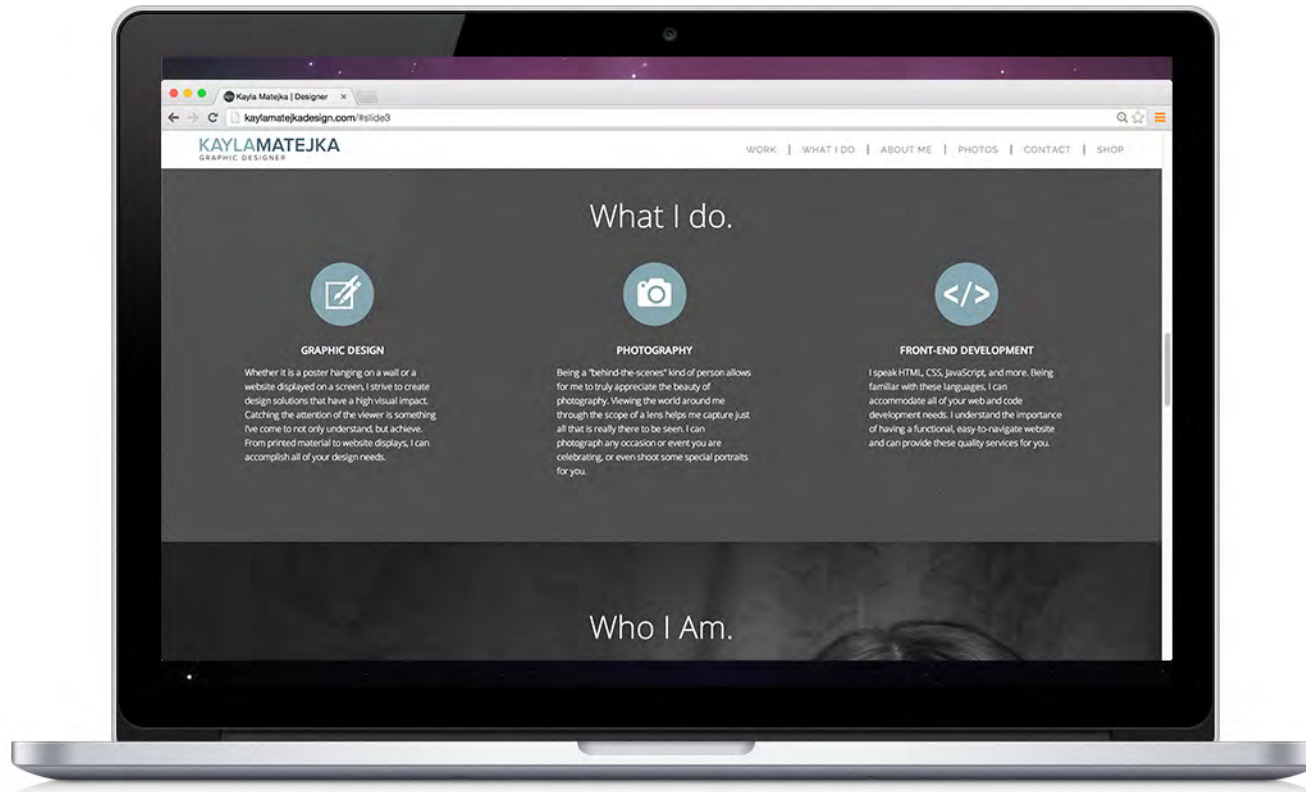 Kayla Matejka | Designer
kaylamatejkadesign.com/#slide3
KAYLAMATEJKA
GRAPHIC DESIGNER
WORK | WHAT I DO | ABOUT ME | PHOTOS | CONTACT | SHOP
What I do.
GRAPHIC DESIGN
Whether it is a poster hanging on a wall or a
website displayed on a screen, I strive to create
design solutions that have a high visual impact.
Catching the attention of the viewer is something
I've come to not only understand, but achieve.
From printed material to website displays, I can
accomplish all of your design needs.
PHOTOGRAPHY
Being a "behind-the-scenes" kind of person allows
for me to truly appreciate the beauty of
photography. Viewing the world around me
through the scope of a lens helps me capture just
all that is really there to be seen. I can
photograph any occasion or event you are
celebrating, or even shoot some special portraits
for you.
</>
FRONT-END DEVELOPMENT
I speak HTML, CSS, JavaScript, and more. Being
familiar with these languages, I can
accommodate all of your web and code
development needs. I understand the importance
of having a functional, easy-to-navigate website
and can provide these quality services for you.
Who I Am.